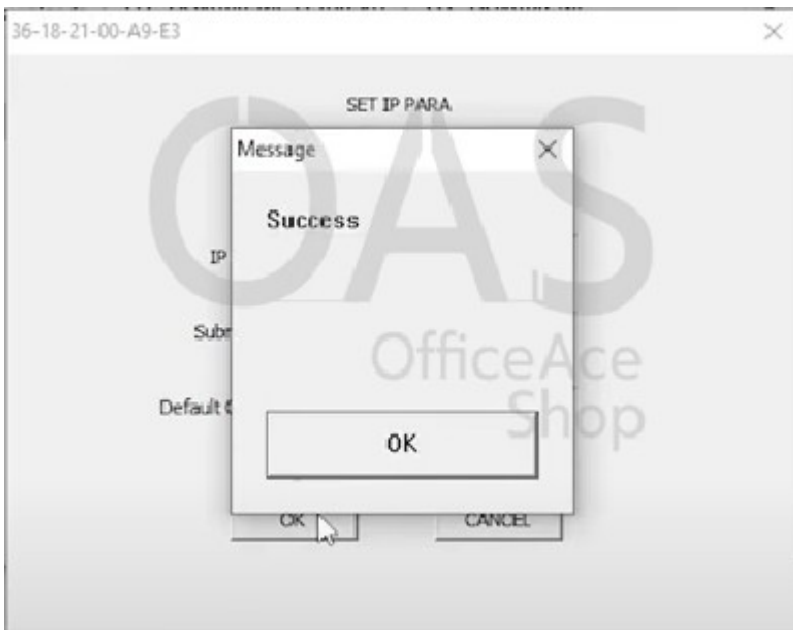 36-18-21-00-A9-E3
SET IP PARA.
Message
Success
IP
Subr
Default
OAS
OfficeAce
Shop
OK
OK
CANCEL